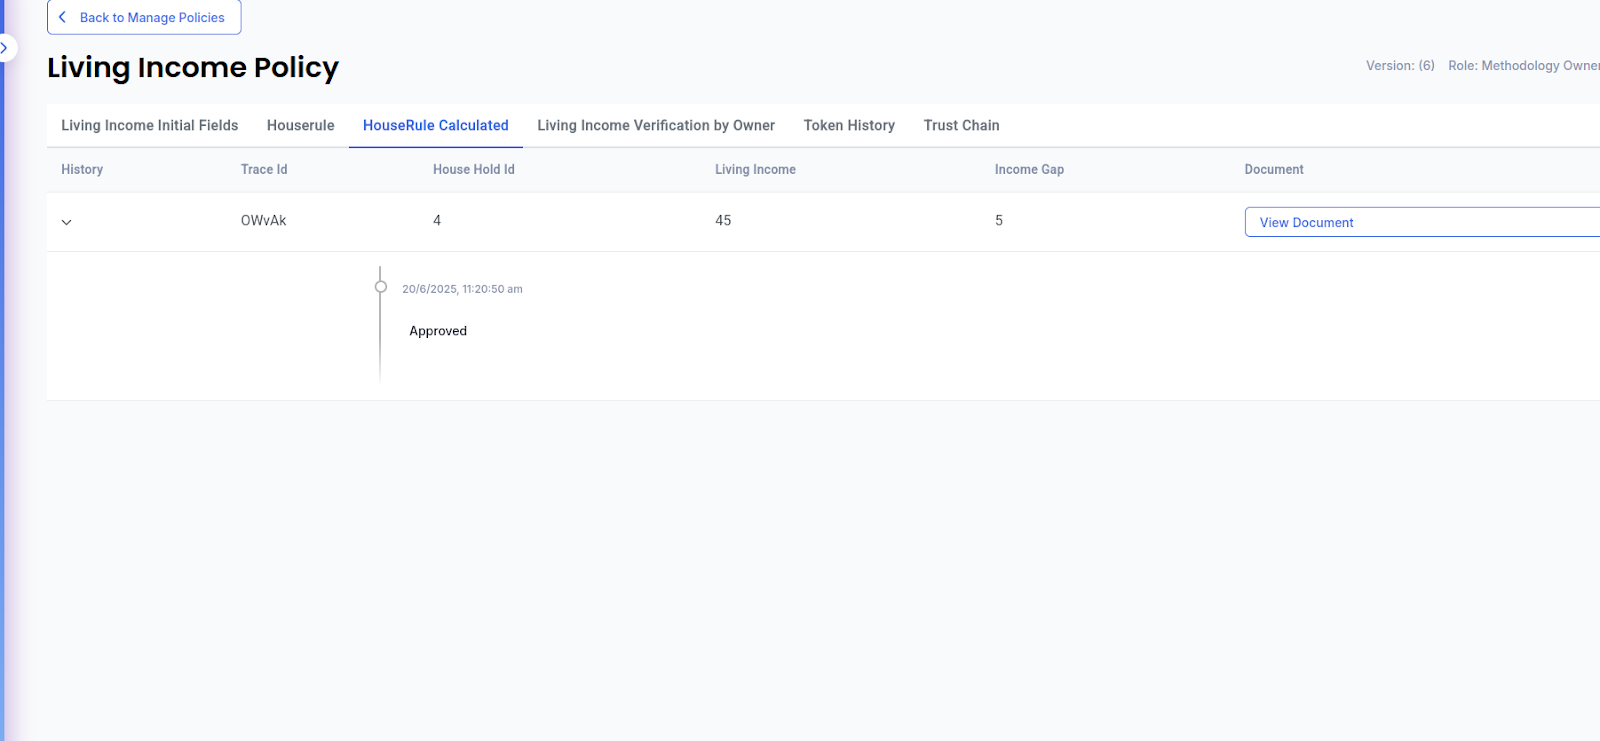 Back to Manage Policies
Living Income Policy
Version: (6) Role: Methodology Owner
Living Income Initial Fields Houserule HouseRule Calculated Living Income Verification by Owner Token History Trust Chain
History Trace Id House Hold Id Living Income Income Gap Document
OWvAk 4 45 5 View Document
20/6/2025, 11:20:50 am
Approved